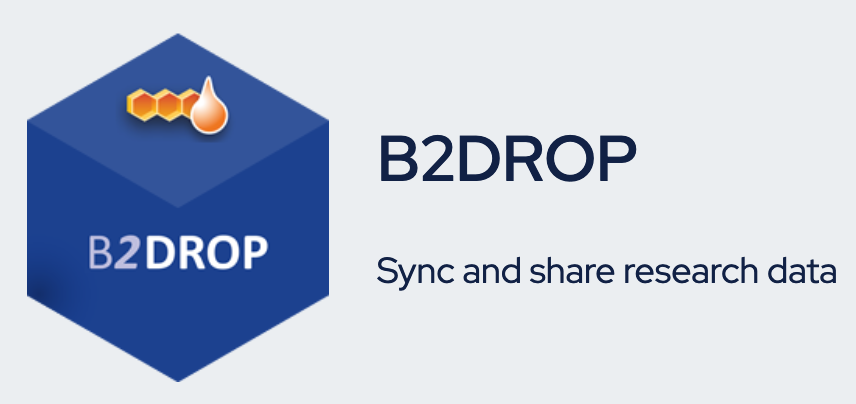 B2DROP
B2DROP
Sync and share research data